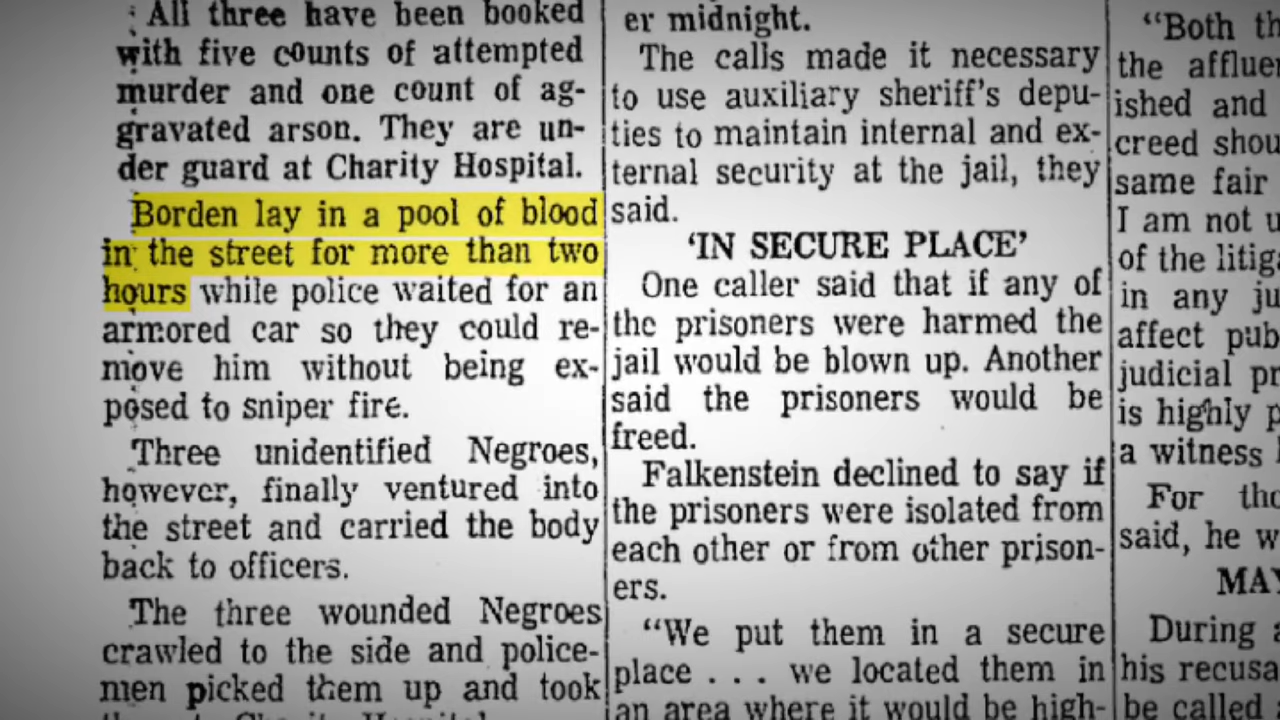 All three have been booked
with five counts of attempted
murder and one count of ag-
gravated arson. They are un-
der guard at Charity Hospital.
Borden lay in a pool of blood
in the street for more than two
hours while police waited for an
armored car so they could re-
move him without being ex-
posed to sniper fire.
Three unidentified Negroes,
however, finally ventured into
the street and carried the body
back to officers.
The three wounded Negroes
crawled to the side and police-
men picked them up and took
er midnight.
The calls made it necessary
to use auxiliary sheriff's depu-
ties to maintain internal and ex-
ternal security at the jail, they
said.
'IN SECURE PLACE'
One caller said that if any of
the prisoners were harmed the
jail would be blown up. Another
said the prisoners would be
freed.
Falkenstein declined to say if
the prisoners were isolated from
each other or from other prison-
ers.
"We put them in a secure
place . . . we located them in
an area where it would be high-
"Both
the
ished and
creed
same fair
I am not
of the
in any
affect
judicial
is highly
a witness
For
said, he
During
his
be called